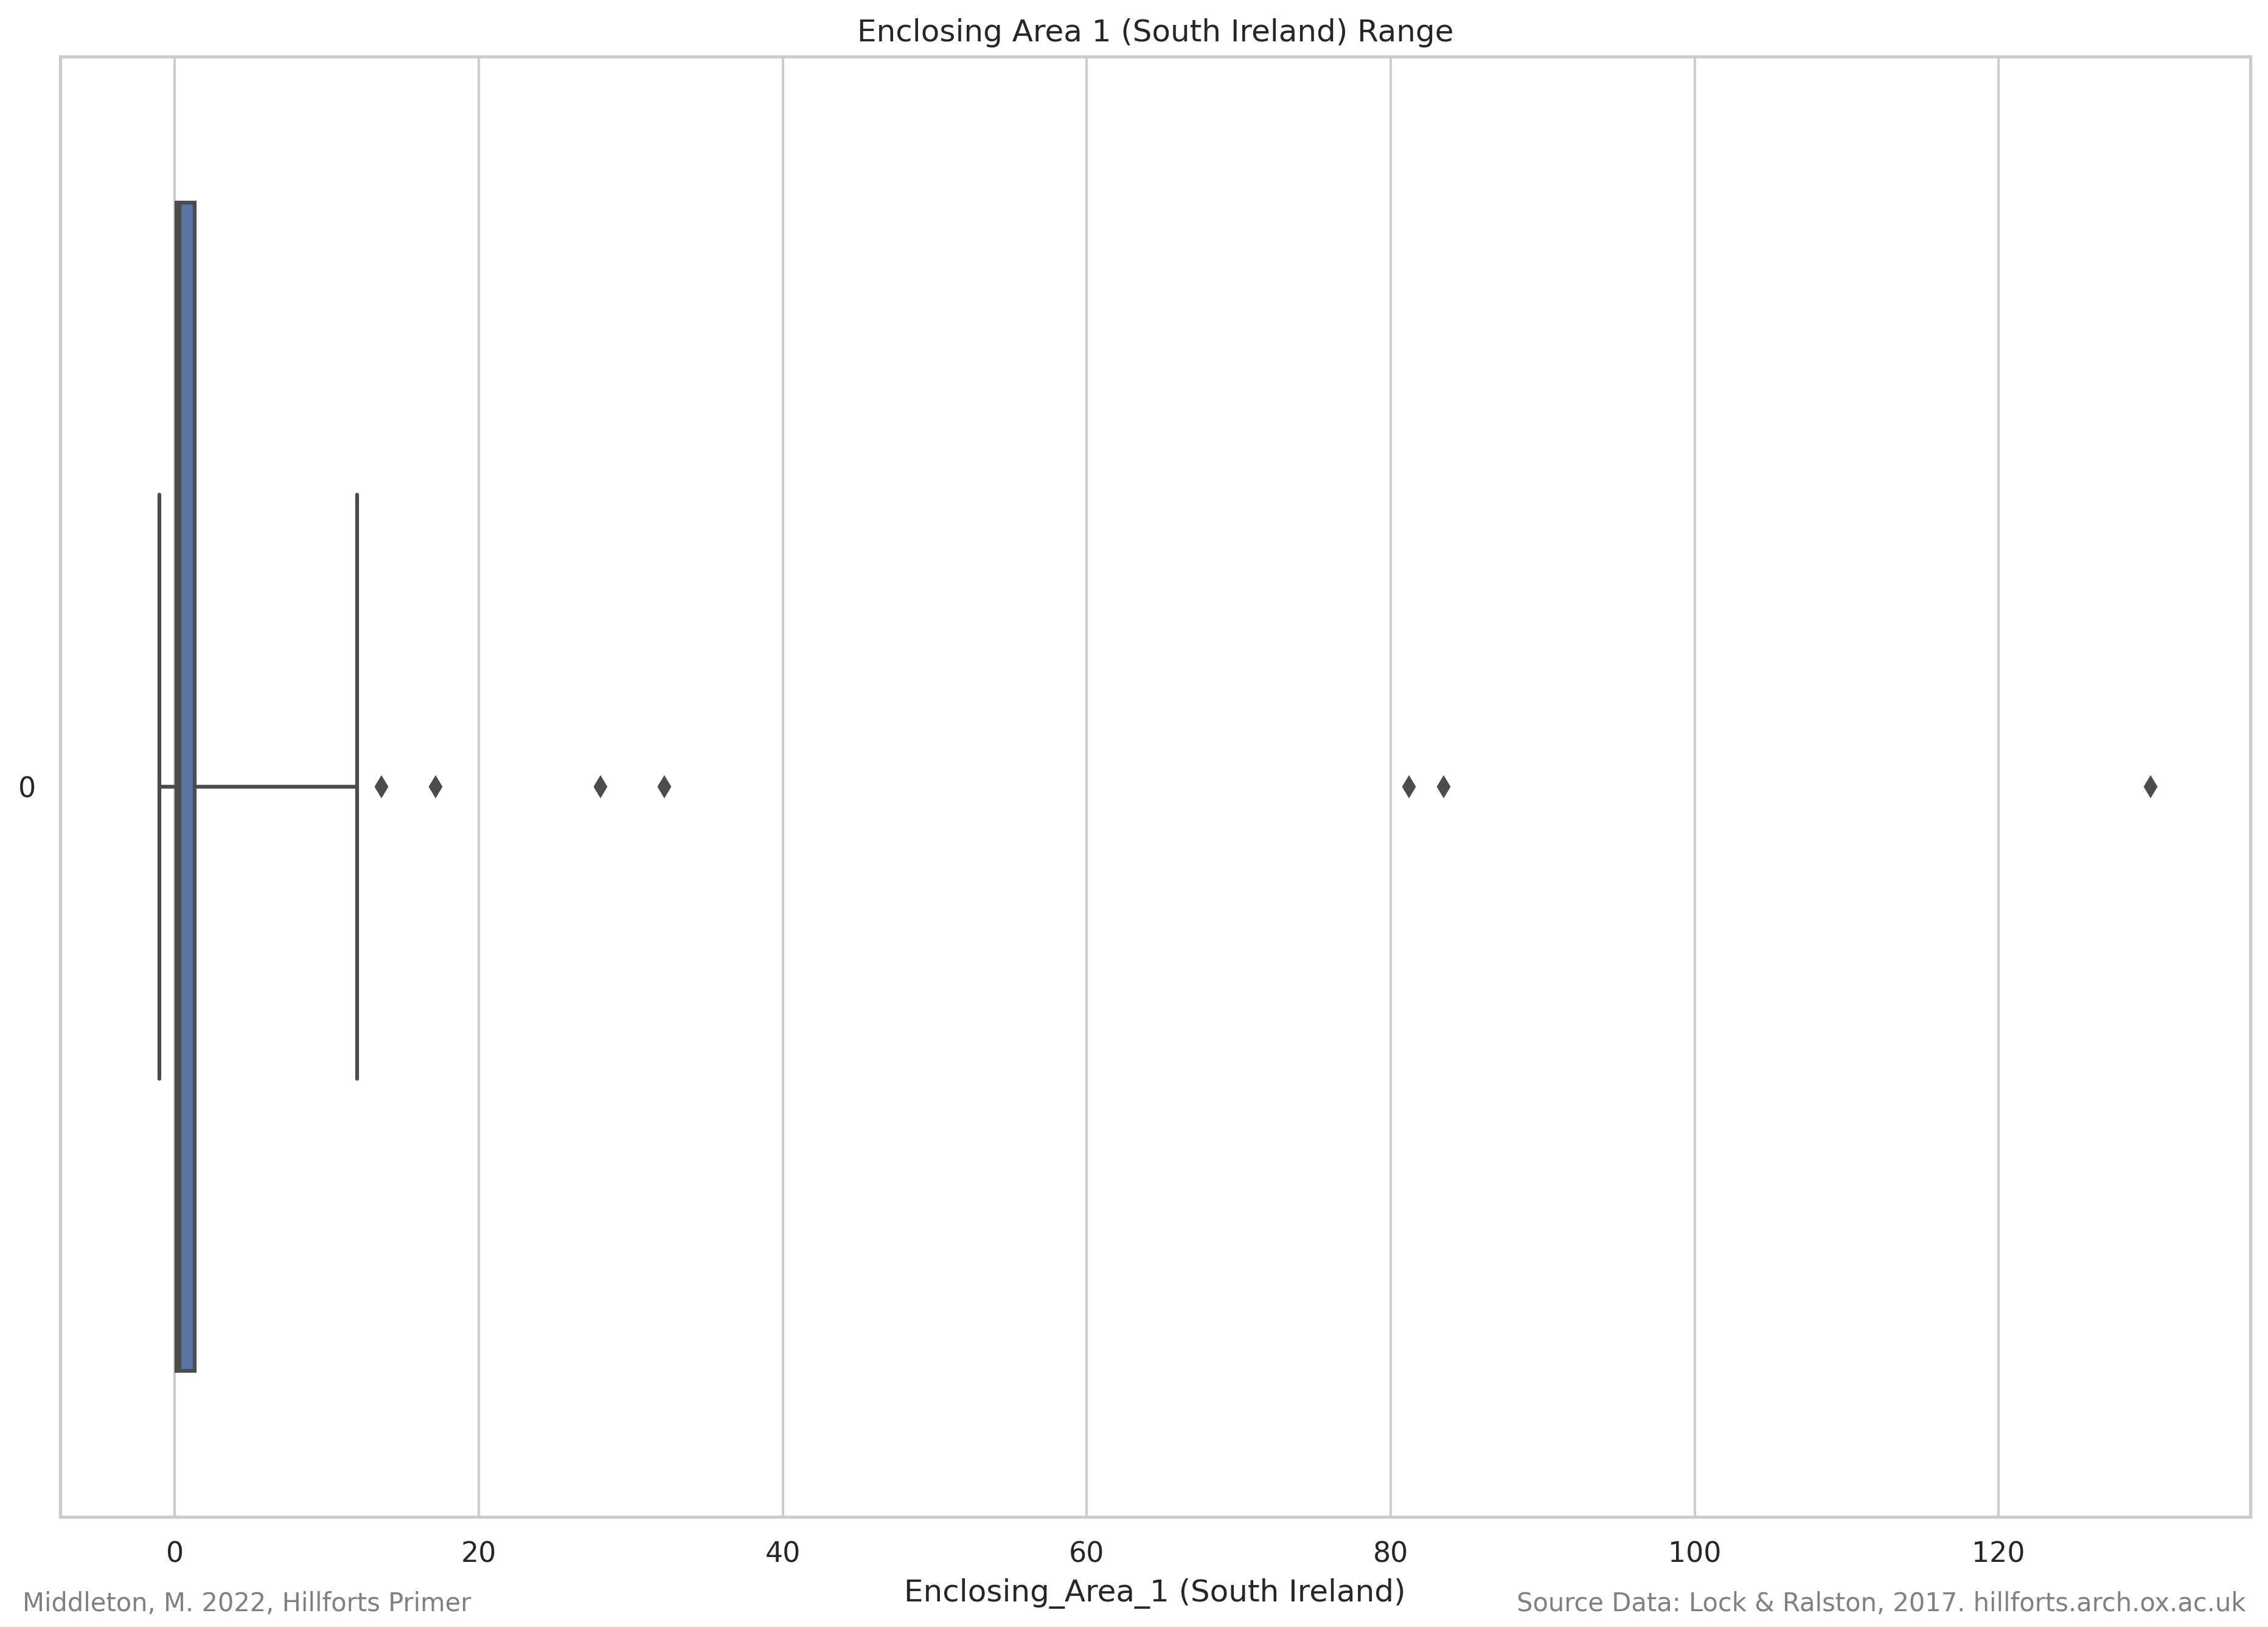 Enclosing Area 1 (South Ireland) Range
0
0 20 40 60 80 100 120
Enclosing_Area_1 (South Ireland)
Middleton, M. 2022, Hillforts Primer
Source Data: Lock & Ralston, 2017. hillforts.arch.ox.ac.uk